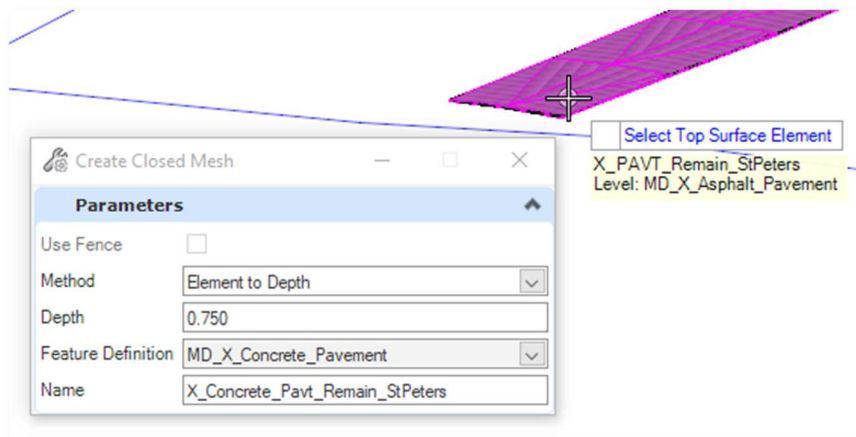 Select Top Surface Element
X_PAVT_Remain_StPeters
Level: MD_X_Asphalt_Pavement
Create Closed Mesh
Parameters
Use Fence
Method Element to Depth
Depth 0.750
Feature Definition MD_X_Concrete_Pavement
Name X_Concrete_Pavt_Remain_StPeters